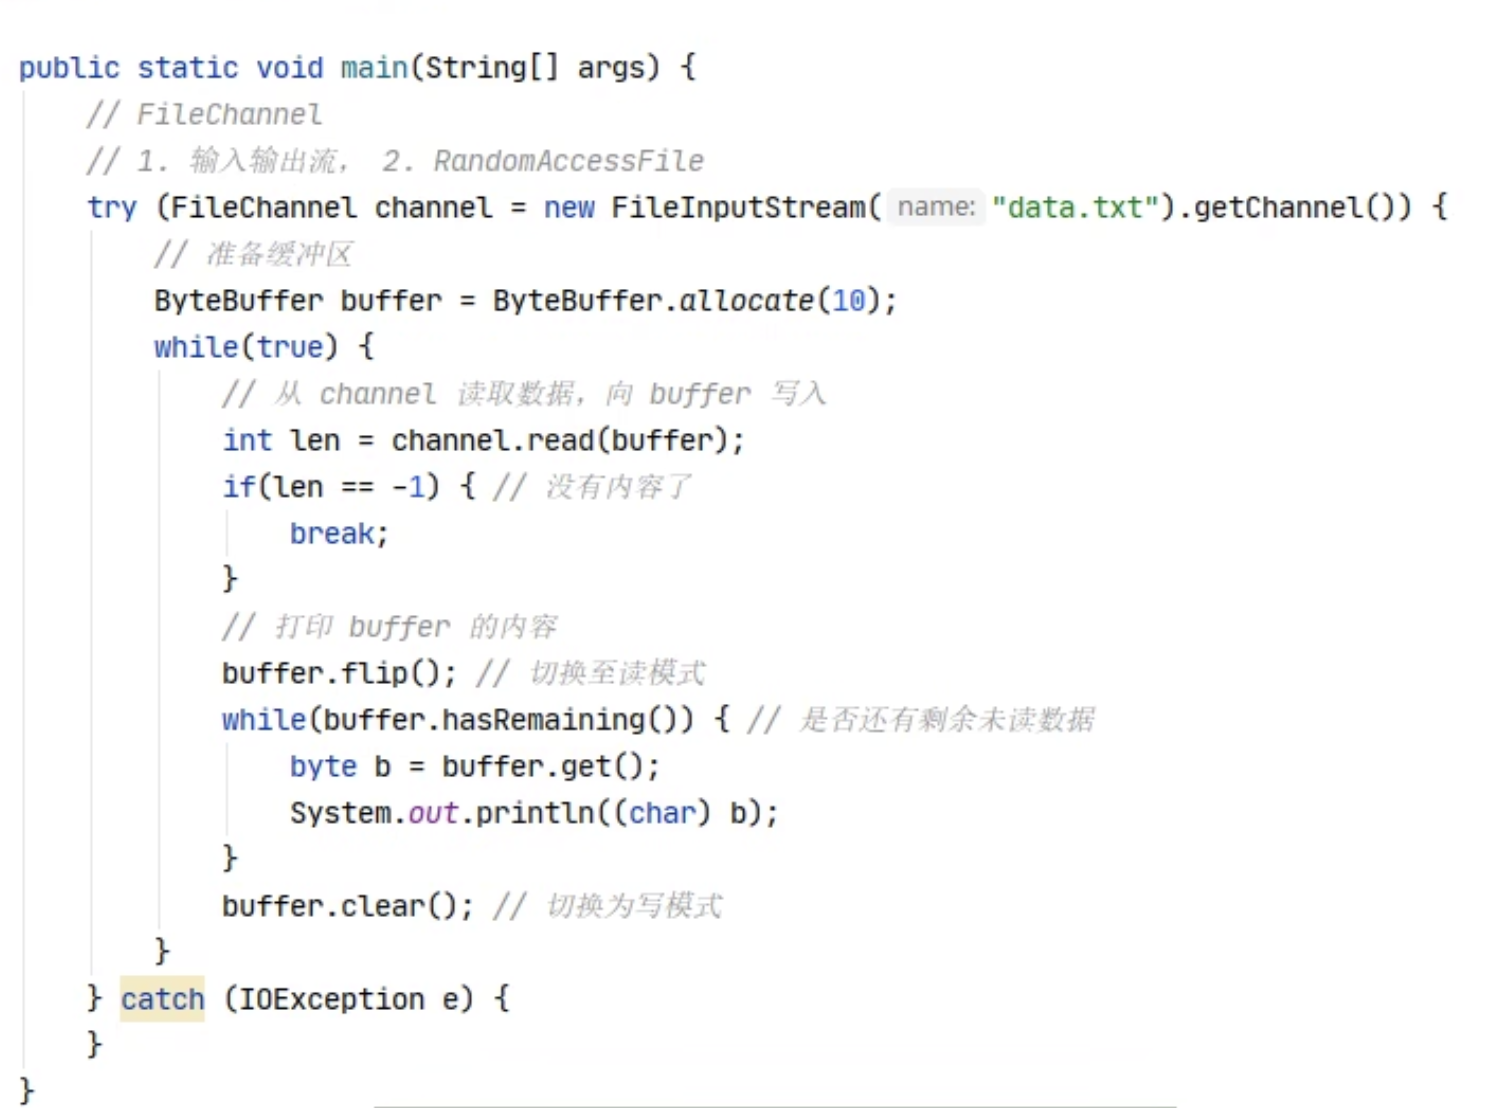 public static void main(String[] args) {
// FileChannel
// 1. 输入输出流， 2. RandomAccessFile
try (FileChannel channel = new FileInputStream( name: "data.txt").getChannel()) {
// 准备缓冲区
ByteBuffer buffer = ByteBuffer.allocate(10);
while(true) {
// 从 channel 读取数据，向 buffer 写入
int len = channel.read(buffer);
if(len == -1) { // 没有内容了
break;
}
// 打印 buffer 的内容
buffer.flip(); // 切换至读模式
while(buffer.hasRemaining()) { // 是否还有剩余未读数据
byte b = buffer.get();
System.out.println((char) b);
}
buffer.clear(); // 切换为写模式
}
} catch (IOException e) {
}
}